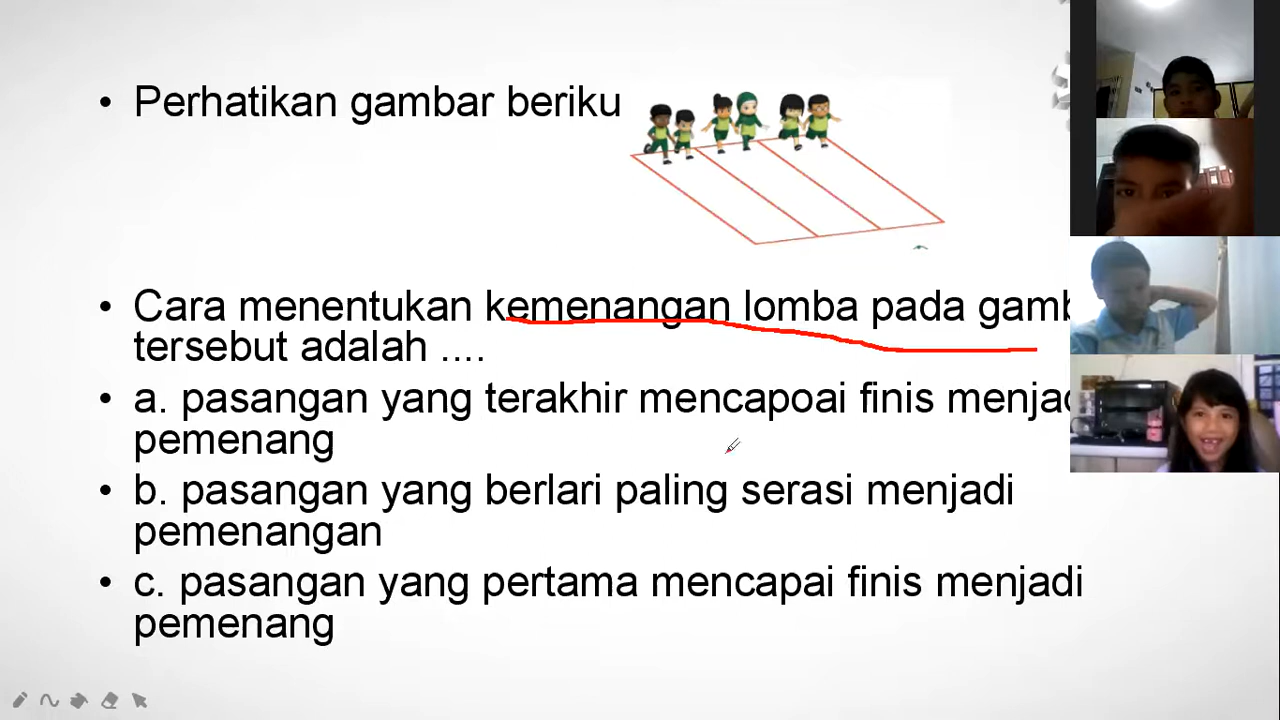 • Perhatikan gambar beriku
• Cara menentukan kemenangan lomba pada gamb
tersebut adalah ....
• a. pasangan yang terakhir mencapoai finis menjad
pemenang
• b. pasangan yang berlari paling serasi menjadi
pemenangan
• c. pasangan yang pertama mencapai finis menjadi
pemenang